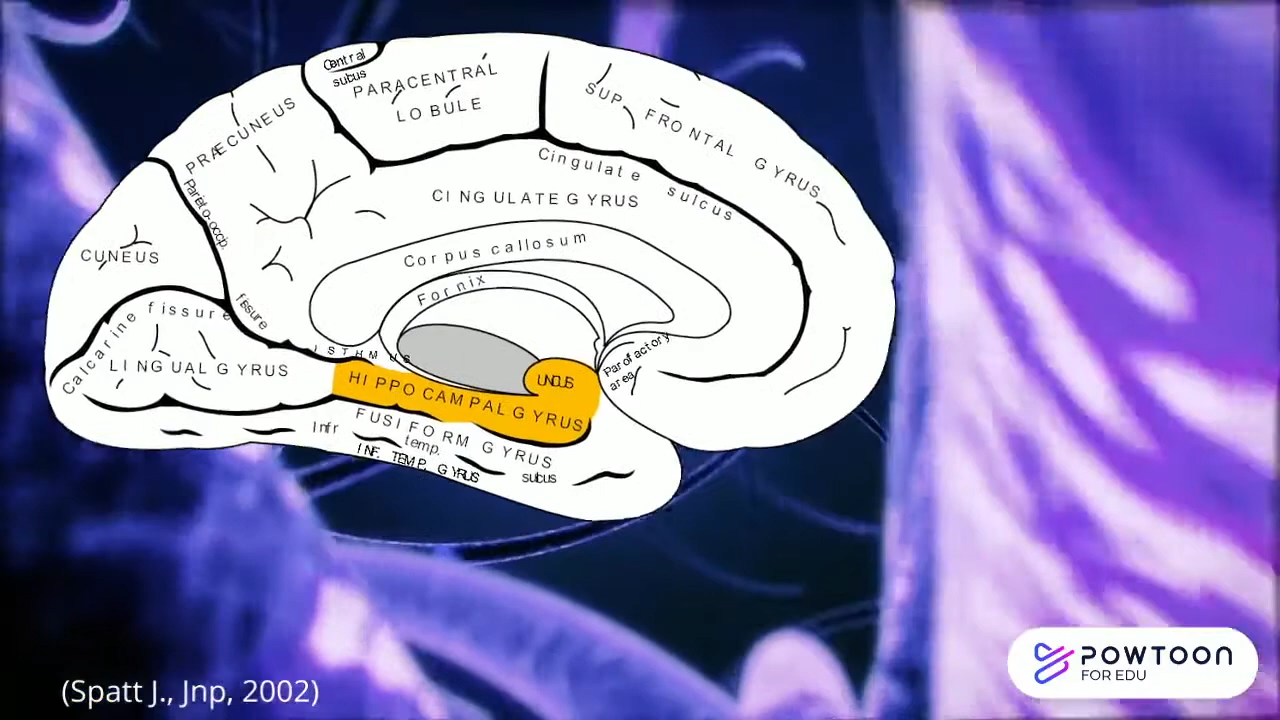 Central
sulcus
PARACENTRAL
LOBULE
SUP. FRONTAL GYRUS
PRÆCUNEUS
Cingulate sulcus
CINGULATE GYRUS
Parieto-occip.
fissure
Corpus callosum
CUNEUS
Fornix
Calcarine fissure
ISTHMUS
Parolfactory
area
LINGUAL GYRUS
UNCUS
HIPPOCAMPAL GYRUS
FUSIFORM GYRUS
Infr
temp.
sulcus
INF. TEMP. GYRUS
(Spatt J., Jnp, 2002)
POWTOON
FOR EDU